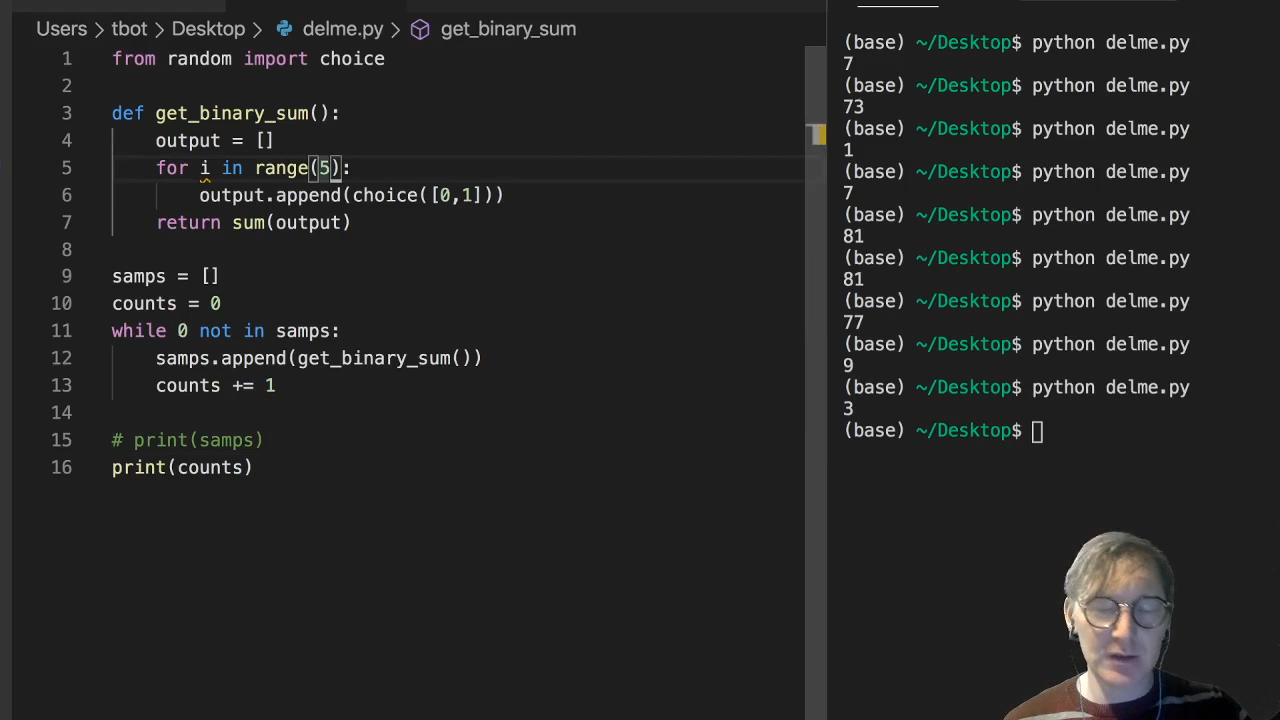 Users > tbot > Desktop > delme.py > get_binary_sum
1 from random import choice
2
3 def get_binary_sum():
4 output = []
5 for i in range(5):
6 output.append(choice([0,1]))
7 return sum(output)
8
9 samps = []
10 counts = 0
11 while 0 not in samps:
12 samps.append(get_binary_sum())
13 counts += 1
14
15 # print(samps)
16 print(counts)
(base) ~/Desktop$ python delme.py
7
(base) ~/Desktop$ python delme.py
73
(base) ~/Desktop$ python delme.py
1
(base) ~/Desktop$ python delme.py
7
(base) ~/Desktop$ python delme.py
81
(base) ~/Desktop$ python delme.py
81
(base) ~/Desktop$ python delme.py
77
(base) ~/Desktop$ python delme.py
9
(base) ~/Desktop$ python delme.py
3
(base) ~/Desktop$